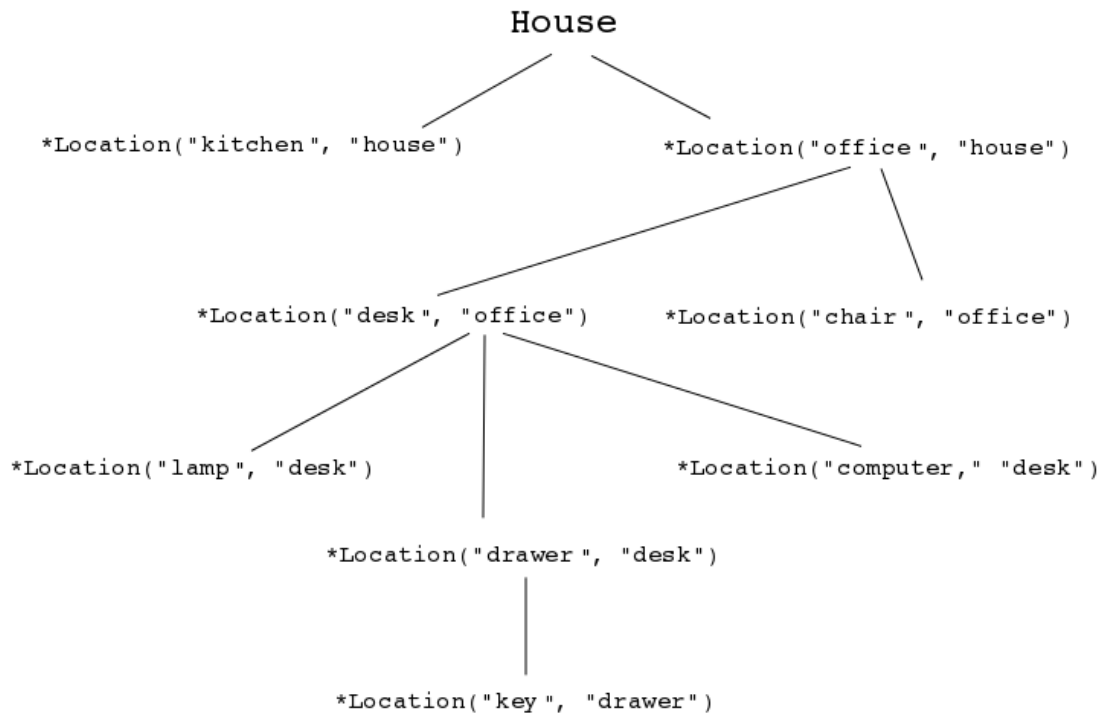 House
*Location("kitchen", "house")
*Location("office", "house")
*Location("desk", "office")
*Location("chair", "office")
*Location("lamp", "desk")
*Location("computer," "desk")
*Location("drawer", "desk")
*Location("key", "drawer")